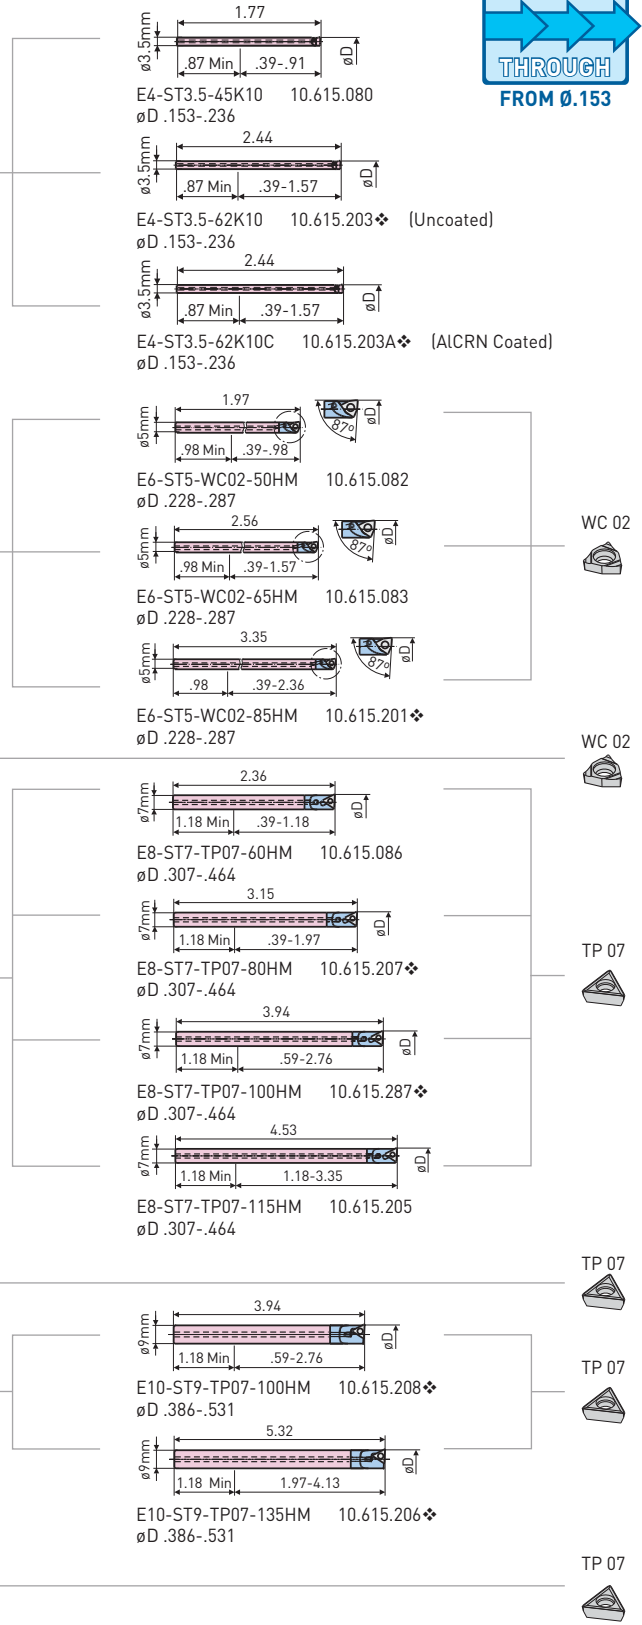 THROUGH
FROM Ø.153
1.77
ø3.5mm
øD
.87 Min .39-.91
E4-ST3.5-45K10 10.615.080
øD .153-.236
2.44
ø3.5mm
øD
.87 Min .39-1.57
E4-ST3.5-62K10 10.615.203❖ (Uncoated)
øD .153-.236
2.44
ø3.5mm
øD
.87 Min .39-1.57
E4-ST3.5-62K10C 10.615.203A❖ (AlCRN Coated)
øD .153-.236
1.97
ø5mm
87º
øD
.98 Min .39-.98
E6-ST5-WC02-50HM 10.615.082
øD .228-.287
2.56
ø5mm
87º
øD
.98 Min .39-1.57
E6-ST5-WC02-65HM 10.615.083
øD .228-.287
WC 02
3.35
ø5mm
87º
øD
.98 .39-2.36
E6-ST5-WC02-85HM 10.615.201❖
øD .228-.287
WC 02
2.36
ø7mm
øD
1.18 Min .39-1.18
E8-ST7-TP07-60HM 10.615.086
øD .307-.464
3.15
ø7mm
øD
1.18 Min .39-1.97
E8-ST7-TP07-80HM 10.615.207❖
øD .307-.464
TP 07
3.94
ø7mm
øD
1.18 Min .59-2.76
E8-ST7-TP07-100HM 10.615.287❖
øD .307-.464
4.53
ø7mm
øD
1.18 Min 1.18-3.35
E8-ST7-TP07-115HM 10.615.205
øD .307-.464
TP 07
3.94
ø9mm
øD
1.18 Min .59-2.76
E10-ST9-TP07-100HM 10.615.208❖
øD .386-.531
TP 07
5.32
ø9mm
øD
1.18 Min 1.97-4.13
E10-ST9-TP07-135HM 10.615.206❖
øD .386-.531
TP 07